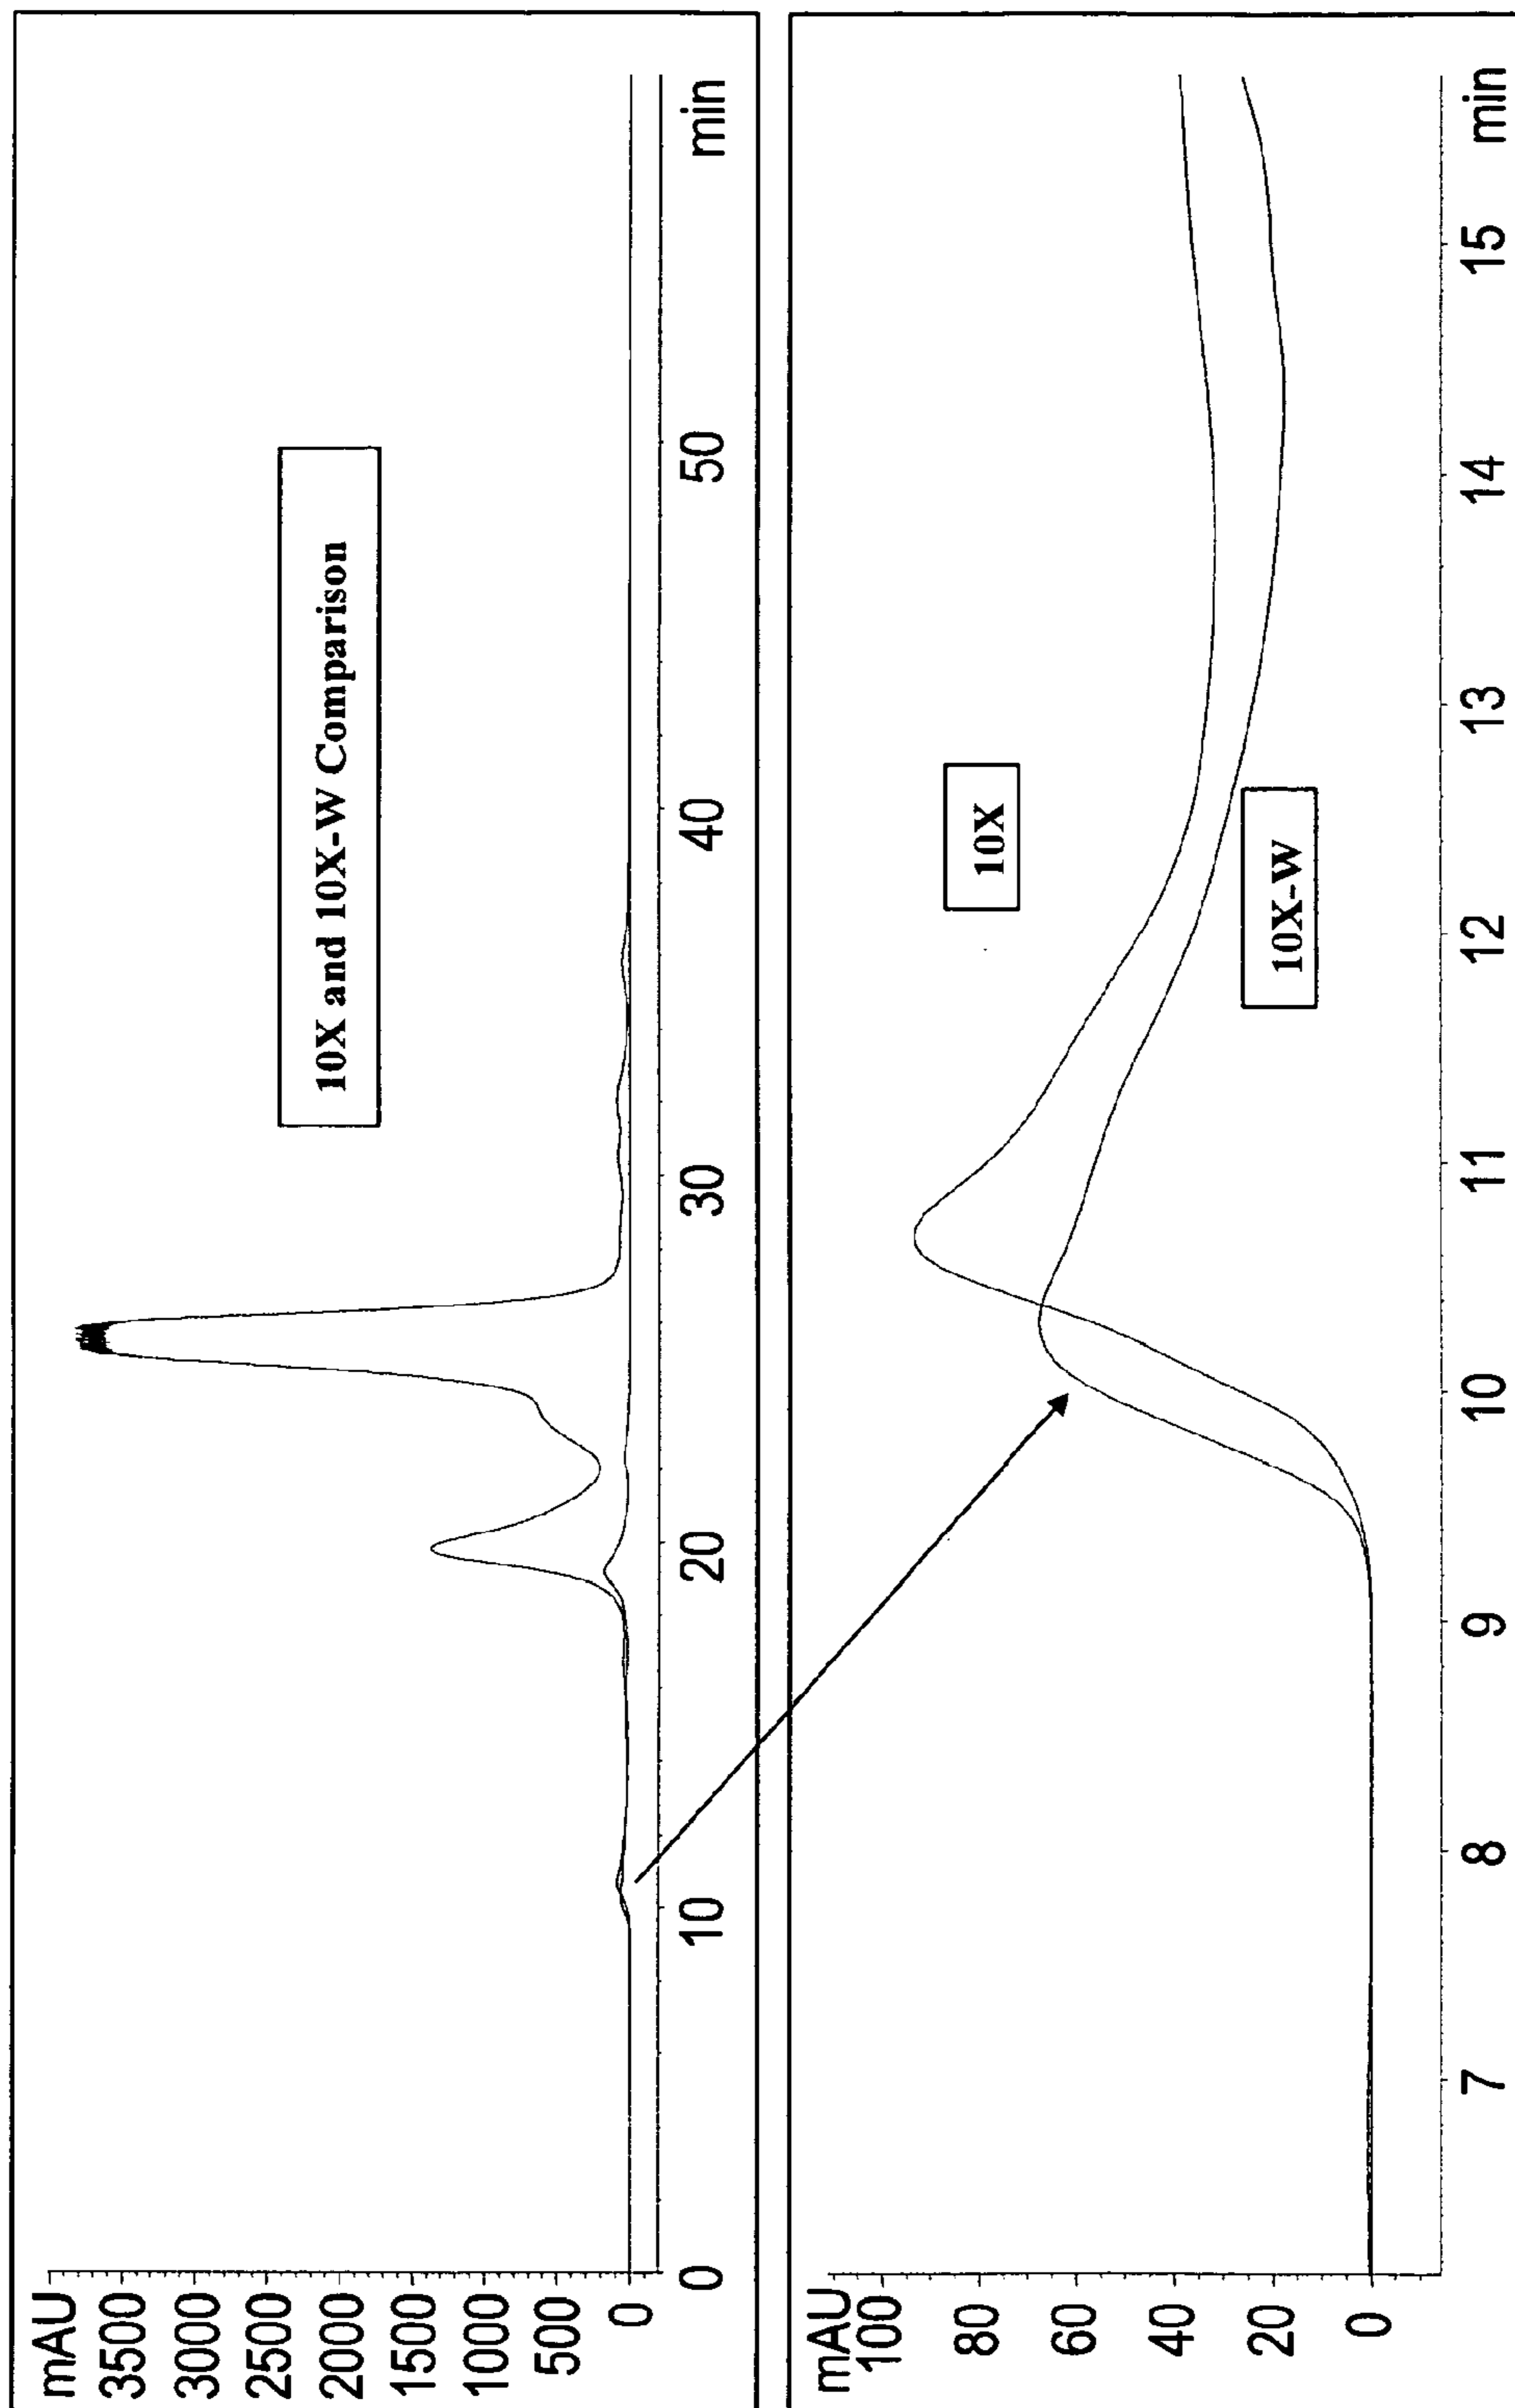 mAU
3500
3000
2500
2000
1500
1000
500
0
10X and 10X-W Comparison
0 10 20 30 40 50 min
mAU
100
80
60
40
20
0
10X
10X-W
7 8 9 10 11 12 13 14 15 min